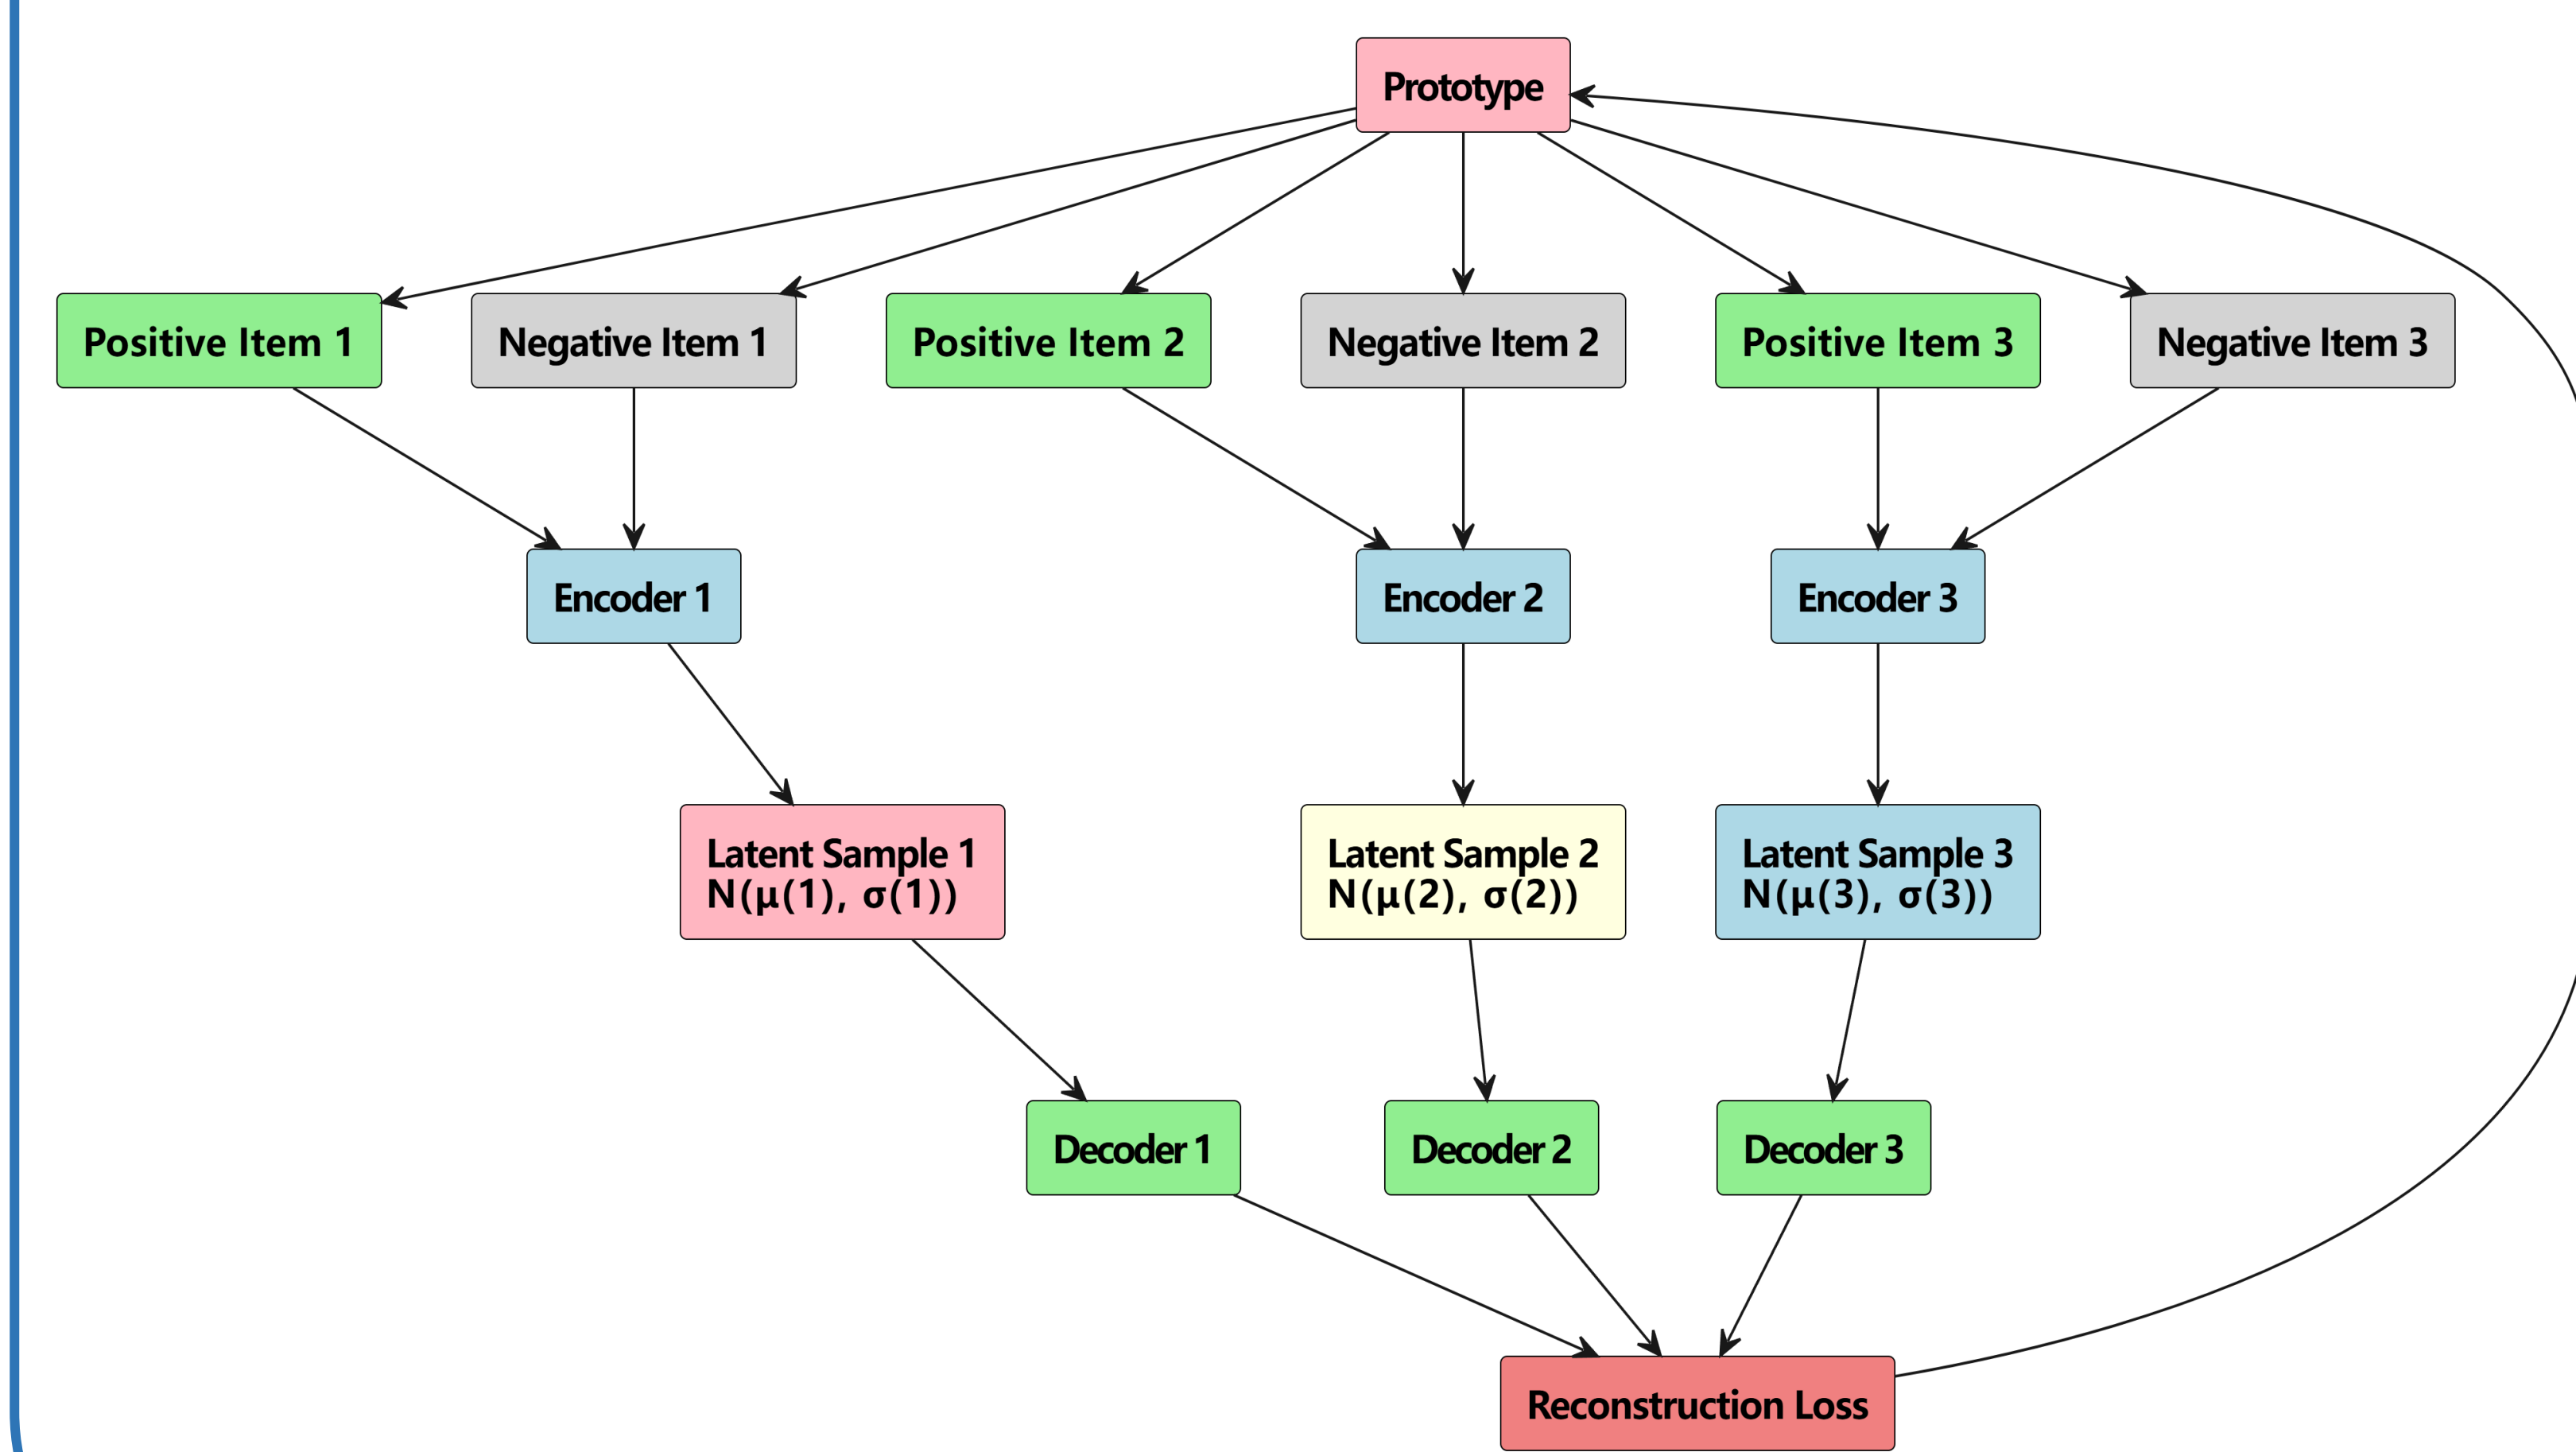 Prototype
Positive Item 1
Negative Item 1
Positive Item 2
Negative Item 2
Positive Item 3
Negative Item 3
Encoder 1
Encoder 2
Encoder 3
Latent Sample 1
N(μ(1), σ(1))
Latent Sample 2
N(μ(2), σ(2))
Latent Sample 3
N(μ(3), σ(3))
Decoder 1
Decoder 2
Decoder 3
Reconstruction Loss